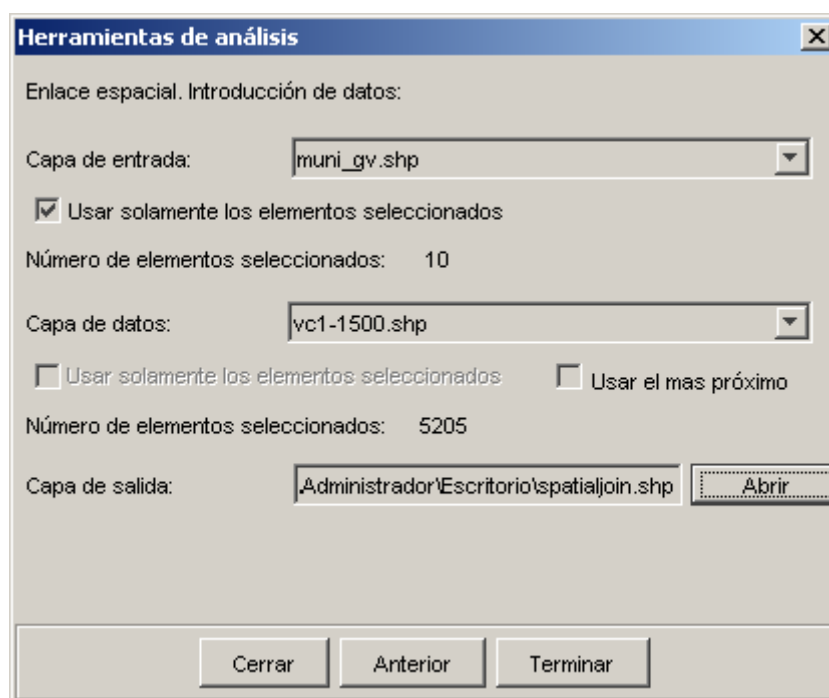 Herramientas de análisis
Enlace espacial. Introducción de datos:
Capa de entrada: muni_gv.shp
Usar solamente los elementos seleccionados
Número de elementos seleccionados: 10
Capa de datos: vc1-1500.shp
Usar solamente los elementos seleccionados Usar el mas próximo
Número de elementos seleccionados: 5205
Capa de salida: .Administrador\Escritorio\spatialjoin.shp Abrir
Cerrar Anterior Terminar